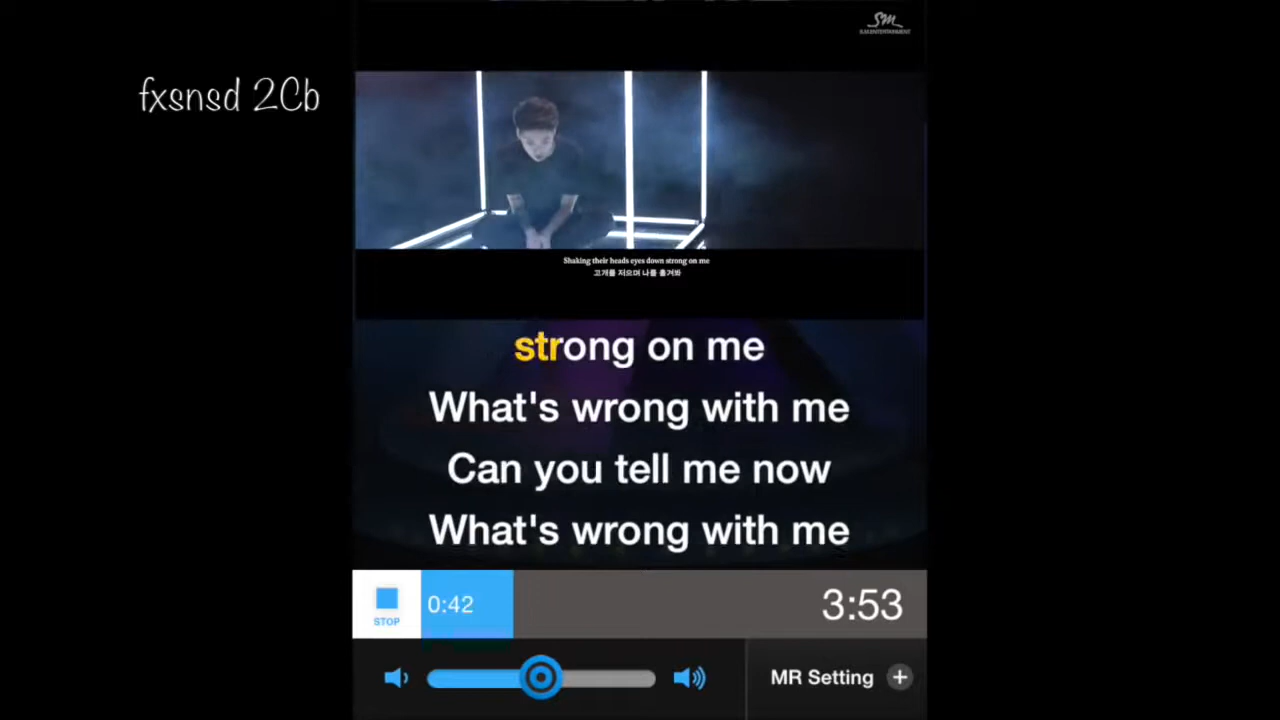 SM
S.M.ENTERTAINMENT
fxsnsd 2Cb
Shaking their heads eyes down strong on me
고개를 저으며 나를 흘겨봐
strong on me
What's wrong with me
Can you tell me now
What's wrong with me
STOP
0:42
3:53
MR Setting +